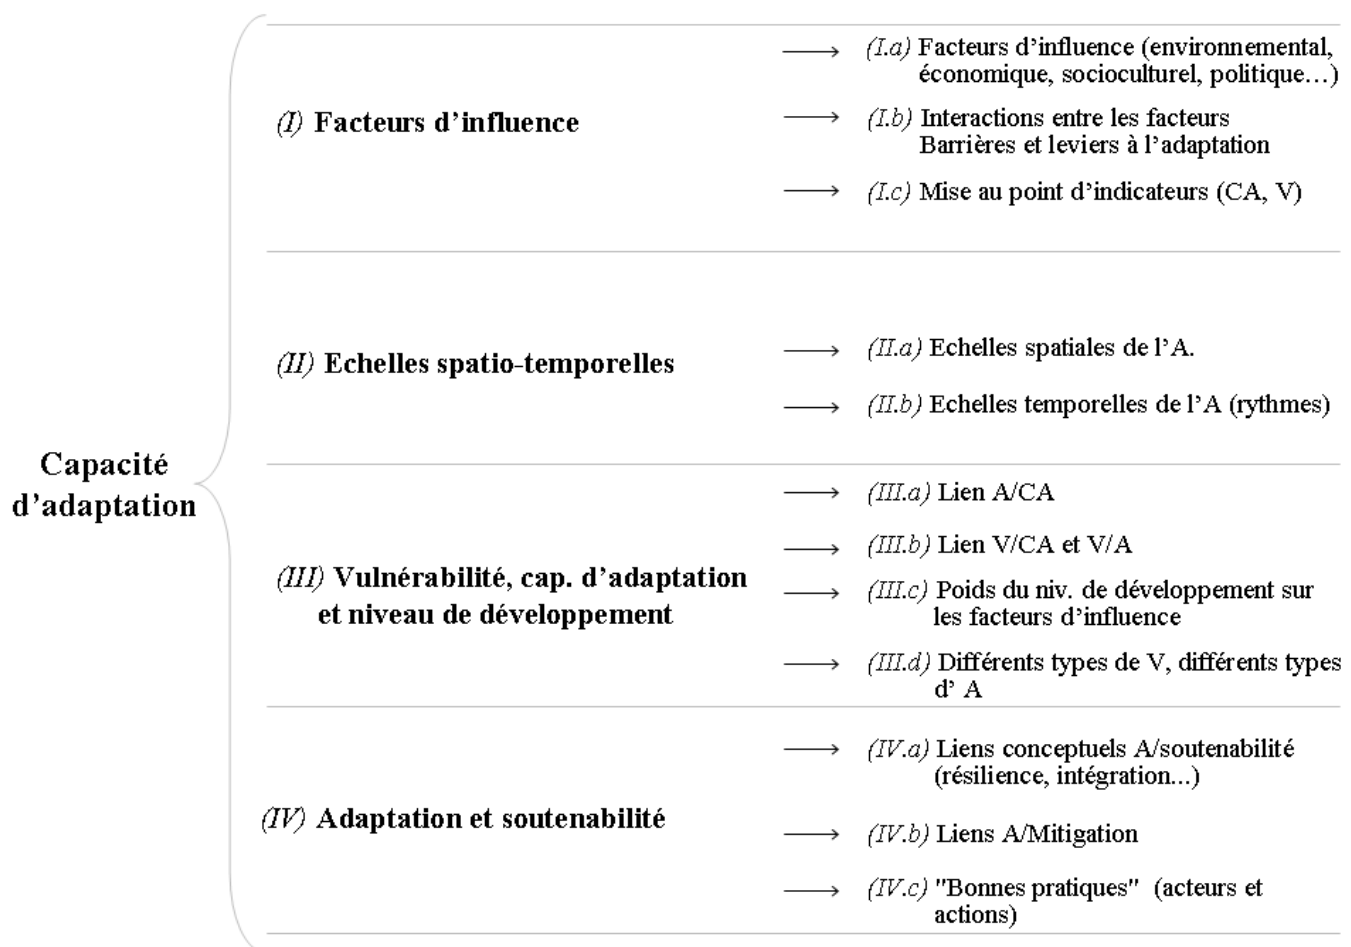 Capacité
d’adaptation
(I) Facteurs d’influence
(I.a) Facteurs d’influence (environnemental,
économique, socioculturel, politique…)
(I.b) Interactions entre les facteurs
Barrières et leviers à l’adaptation
(I.c) Mise au point d’indicateurs (CA, V)
(II) Echelles spatio-temporelles
(II.a) Echelles spatiales de l’A.
(II.b) Echelles temporelles de l’A (rythmes)
(III) Vulnérabilité, cap. d’adaptation
et niveau de développement
(III.a) Lien A/CA
(III.b) Lien V/CA et V/A
(III.c) Poids du niv. de développement sur
les facteurs d’influence
(III.d) Différents types de V, différents types
d’ A
(IV) Adaptation et soutenabilité
(IV.a) Liens conceptuels A/soutenabilité
(résilience, intégration...)
(IV.b) Liens A/Mitigation
(IV.c) "Bonnes pratiques" (acteurs et
actions)